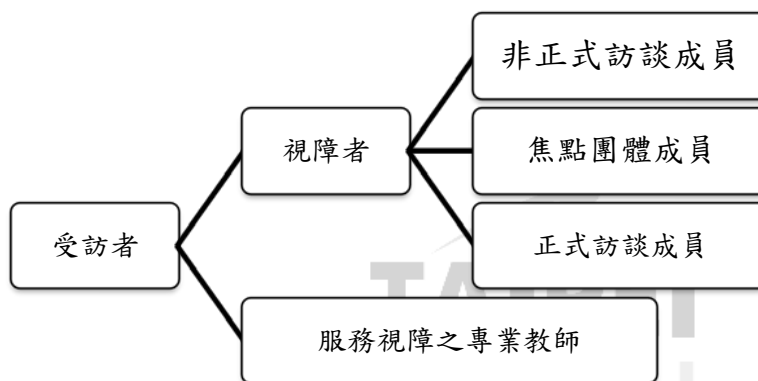 非正式訪談成員
視障者
焦點團體成員
受訪者
正式訪談成員
服務視障之專業教師